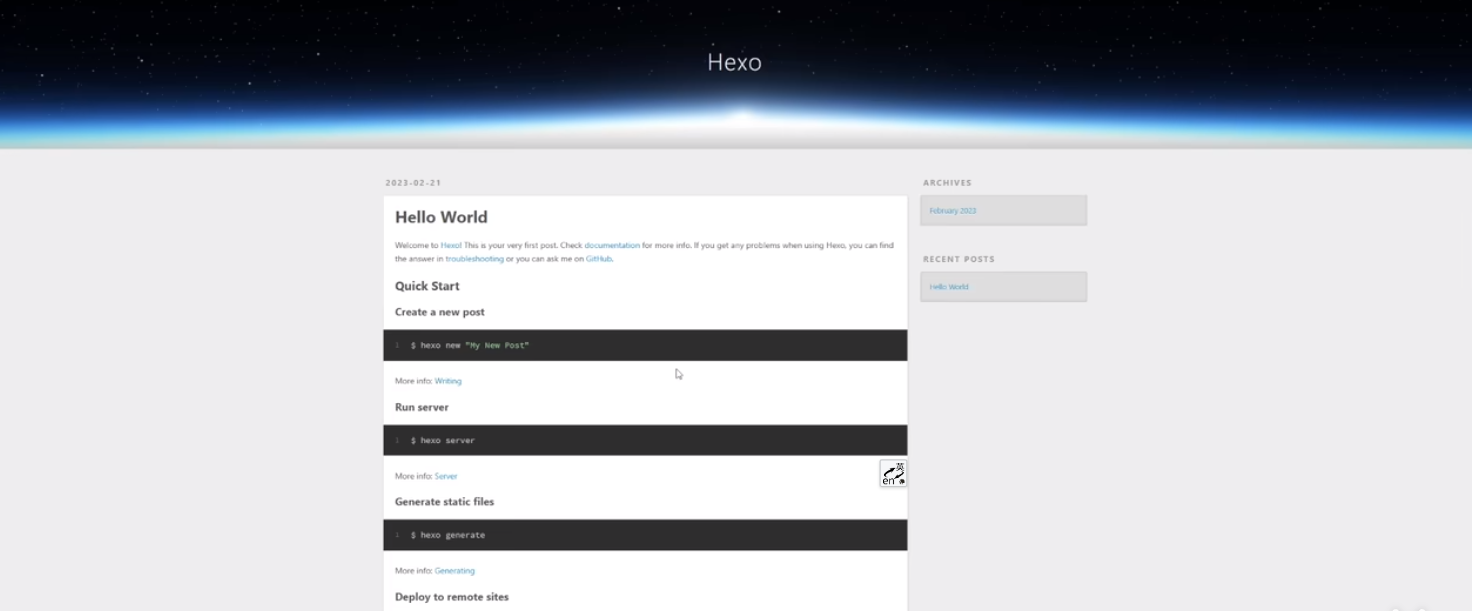 Hexo
2023-02-21
Hello World
Welcome to Hexo! This is your very first post. Check documentation for more info. If you get any problems when using Hexo, you can find
the answer in troubleshooting or you can ask me on GitHub.
Quick Start
Create a new post
1 $ hexo new "My New Post"
More info: Writing
Run server
1 $ hexo server
More info: Server
Generate static files
1 $ hexo generate
More info: Generating
Deploy to remote sites
ARCHIVES
February 2023
RECENT POSTS
Hello World
英
en